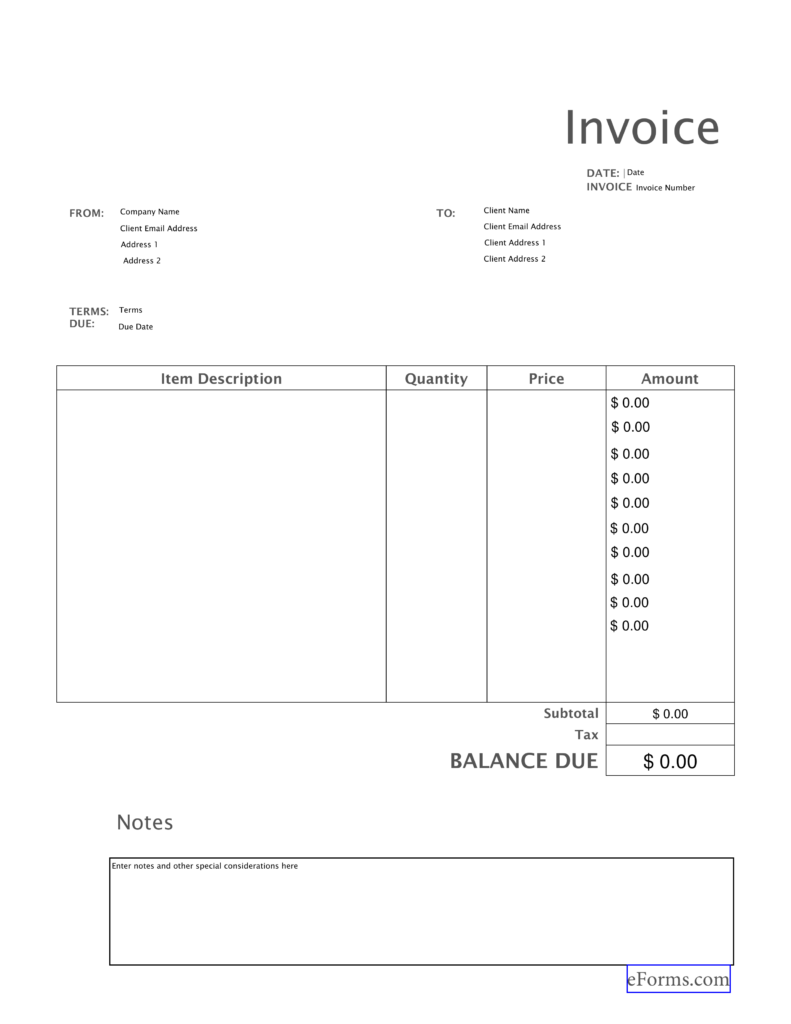 Invoice
DATE: Date
INVOICE Invoice Number
FROM: Company Name
Client Email Address
Address 1
Address 2
TO: Client Name
Client Email Address
Client Address 1
Client Address 2
TERMS: Terms
DUE: Due Date
Item Description Quantity Price Amount
$ 0.00
$ 0.00
$ 0.00
$ 0.00
$ 0.00
$ 0.00
$ 0.00
$ 0.00
$ 0.00
$ 0.00
Subtotal $ 0.00
Tax
BALANCE DUE $ 0.00
Notes
Enter notes and other special considerations here
eForms.com